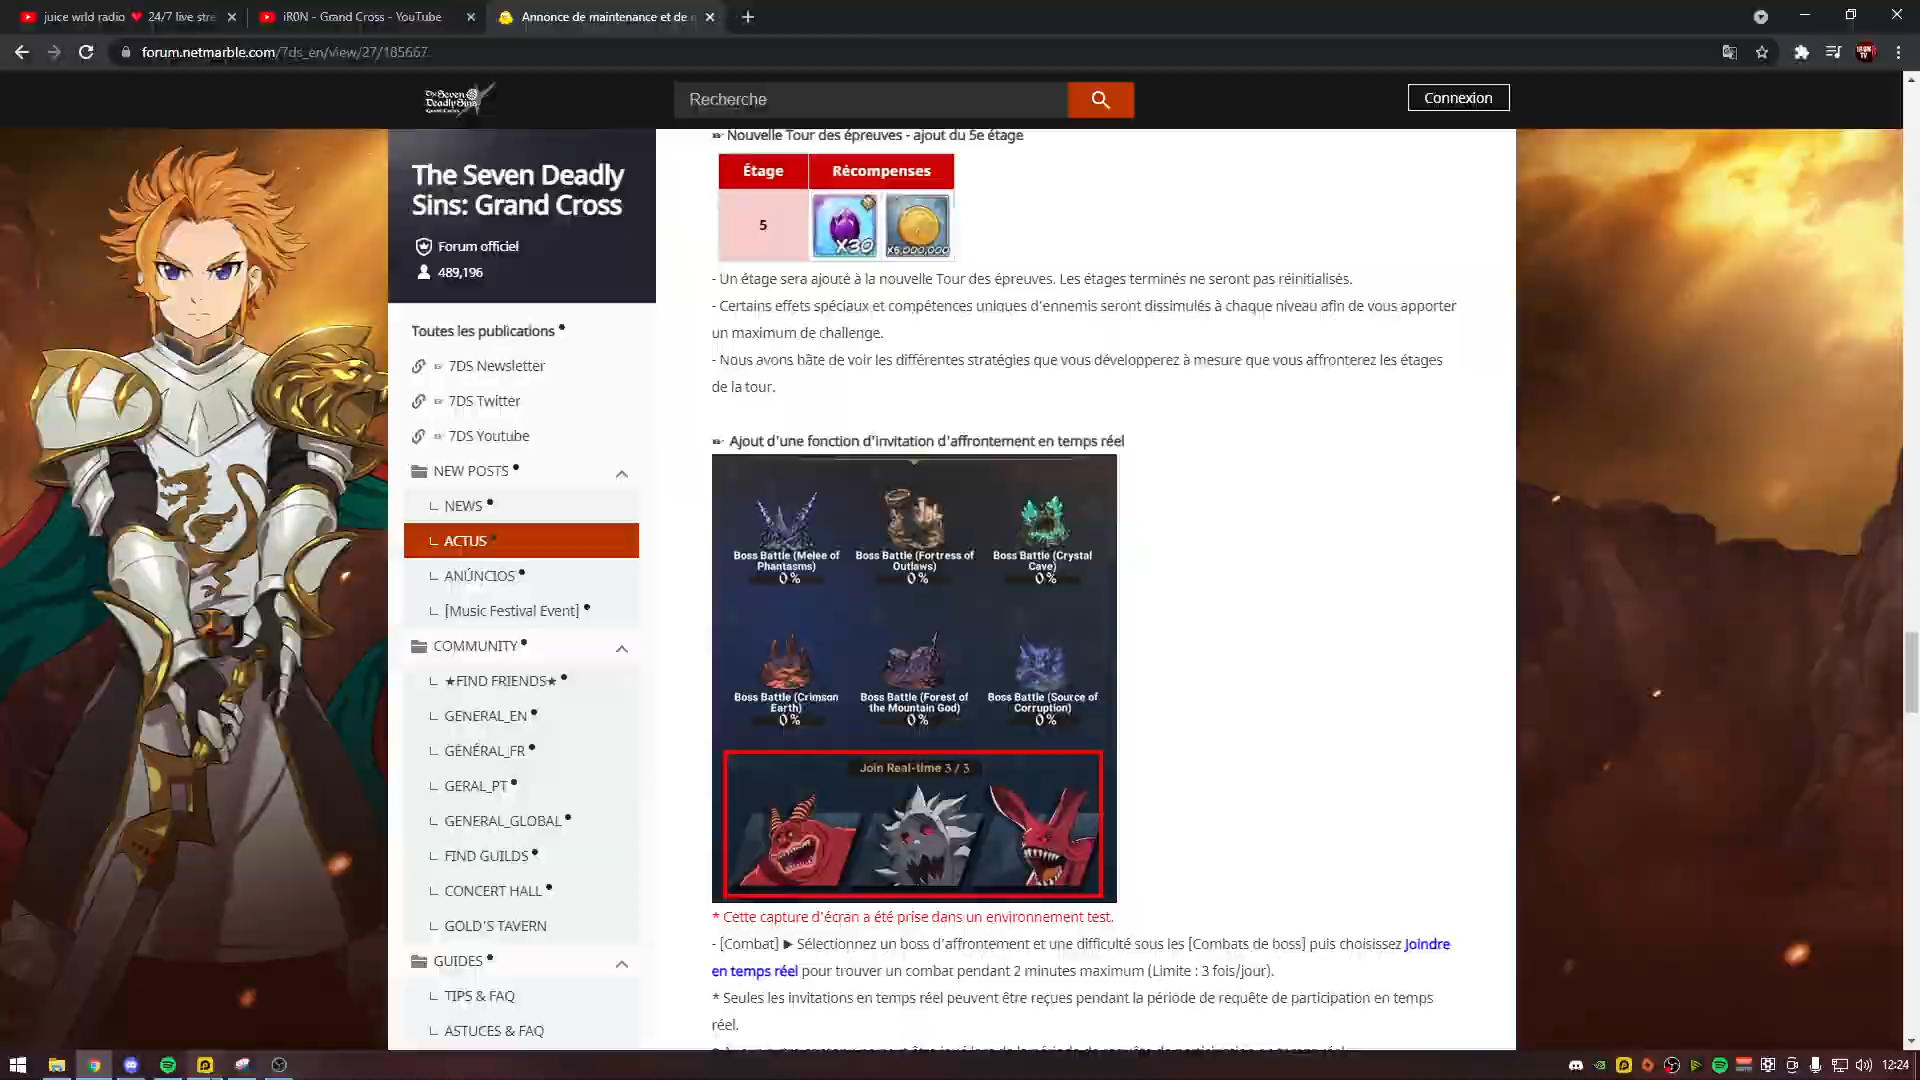 juice wrld radio ❤ 24/7 live stre
iR0N - Grand Cross - YouTube
Annonce de maintenance et de
forum.netmarble.com/7ds_en/view/27/185667
The Seven
Deadly Sins
GRAND CROSS
Recherche
Connexion
The Seven Deadly
Sins: Grand Cross
Forum officiel
489,196
Toutes les publications
7DS Newsletter
7DS Twitter
7DS Youtube
NEW POSTS
NEWS
ACTUS
ANÚNCIOS
[Music Festival Event]
COMMUNITY
★FIND FRIENDS★
GENERAL_EN
GÉNÉRAL_FR
GERAL_PT
GENERAL_GLOBAL
FIND GUILDS
CONCERT HALL
GOLD'S TAVERN
GUIDES
TIPS & FAQ
ASTUCES & FAQ
☞ Nouvelle Tour des épreuves - ajout du 5e étage
Étage Récompenses
5 X30 X5,000,000
- Un étage sera ajouté à la nouvelle Tour des épreuves. Les étages terminés ne seront pas réinitialisés.
- Certains effets spéciaux et compétences uniques d'ennemis seront dissimulés à chaque niveau afin de vous apporter
un maximum de challenge.
- Nous avons hâte de voir les différentes stratégies que vous développerez à mesure que vous affronterez les étages
de la tour.
☞ Ajout d'une fonction d'invitation d'affrontement en temps réel
Boss Battle (Melee of Phantasms)
0 %
Boss Battle (Fortress of Outlaws)
0 %
Boss Battle (Crystal Cave)
0 %
Boss Battle (Crimson Earth)
0 %
Boss Battle (Forest of the Mountain God)
0 %
Boss Battle (Source of Corruption)
0 %
Join Real-time 3 / 3
* Cette capture d'écran a été prise dans un environnement test.
- [Combat] ▶ Sélectionnez un boss d'affrontement et une difficulté sous les [Combats de boss] puis choisissez Joindre
en temps réel pour trouver un combat pendant 2 minutes maximum (Limite : 3 fois/jour).
* Seules les invitations en temps réel peuvent être reçues pendant la période de requête de participation en temps
réel.
12:24